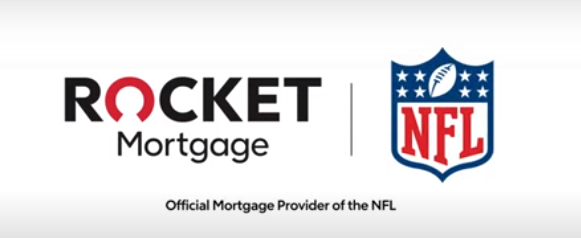 ROCKET
Mortgage
NFL
Official Mortgage Provider of the NFL